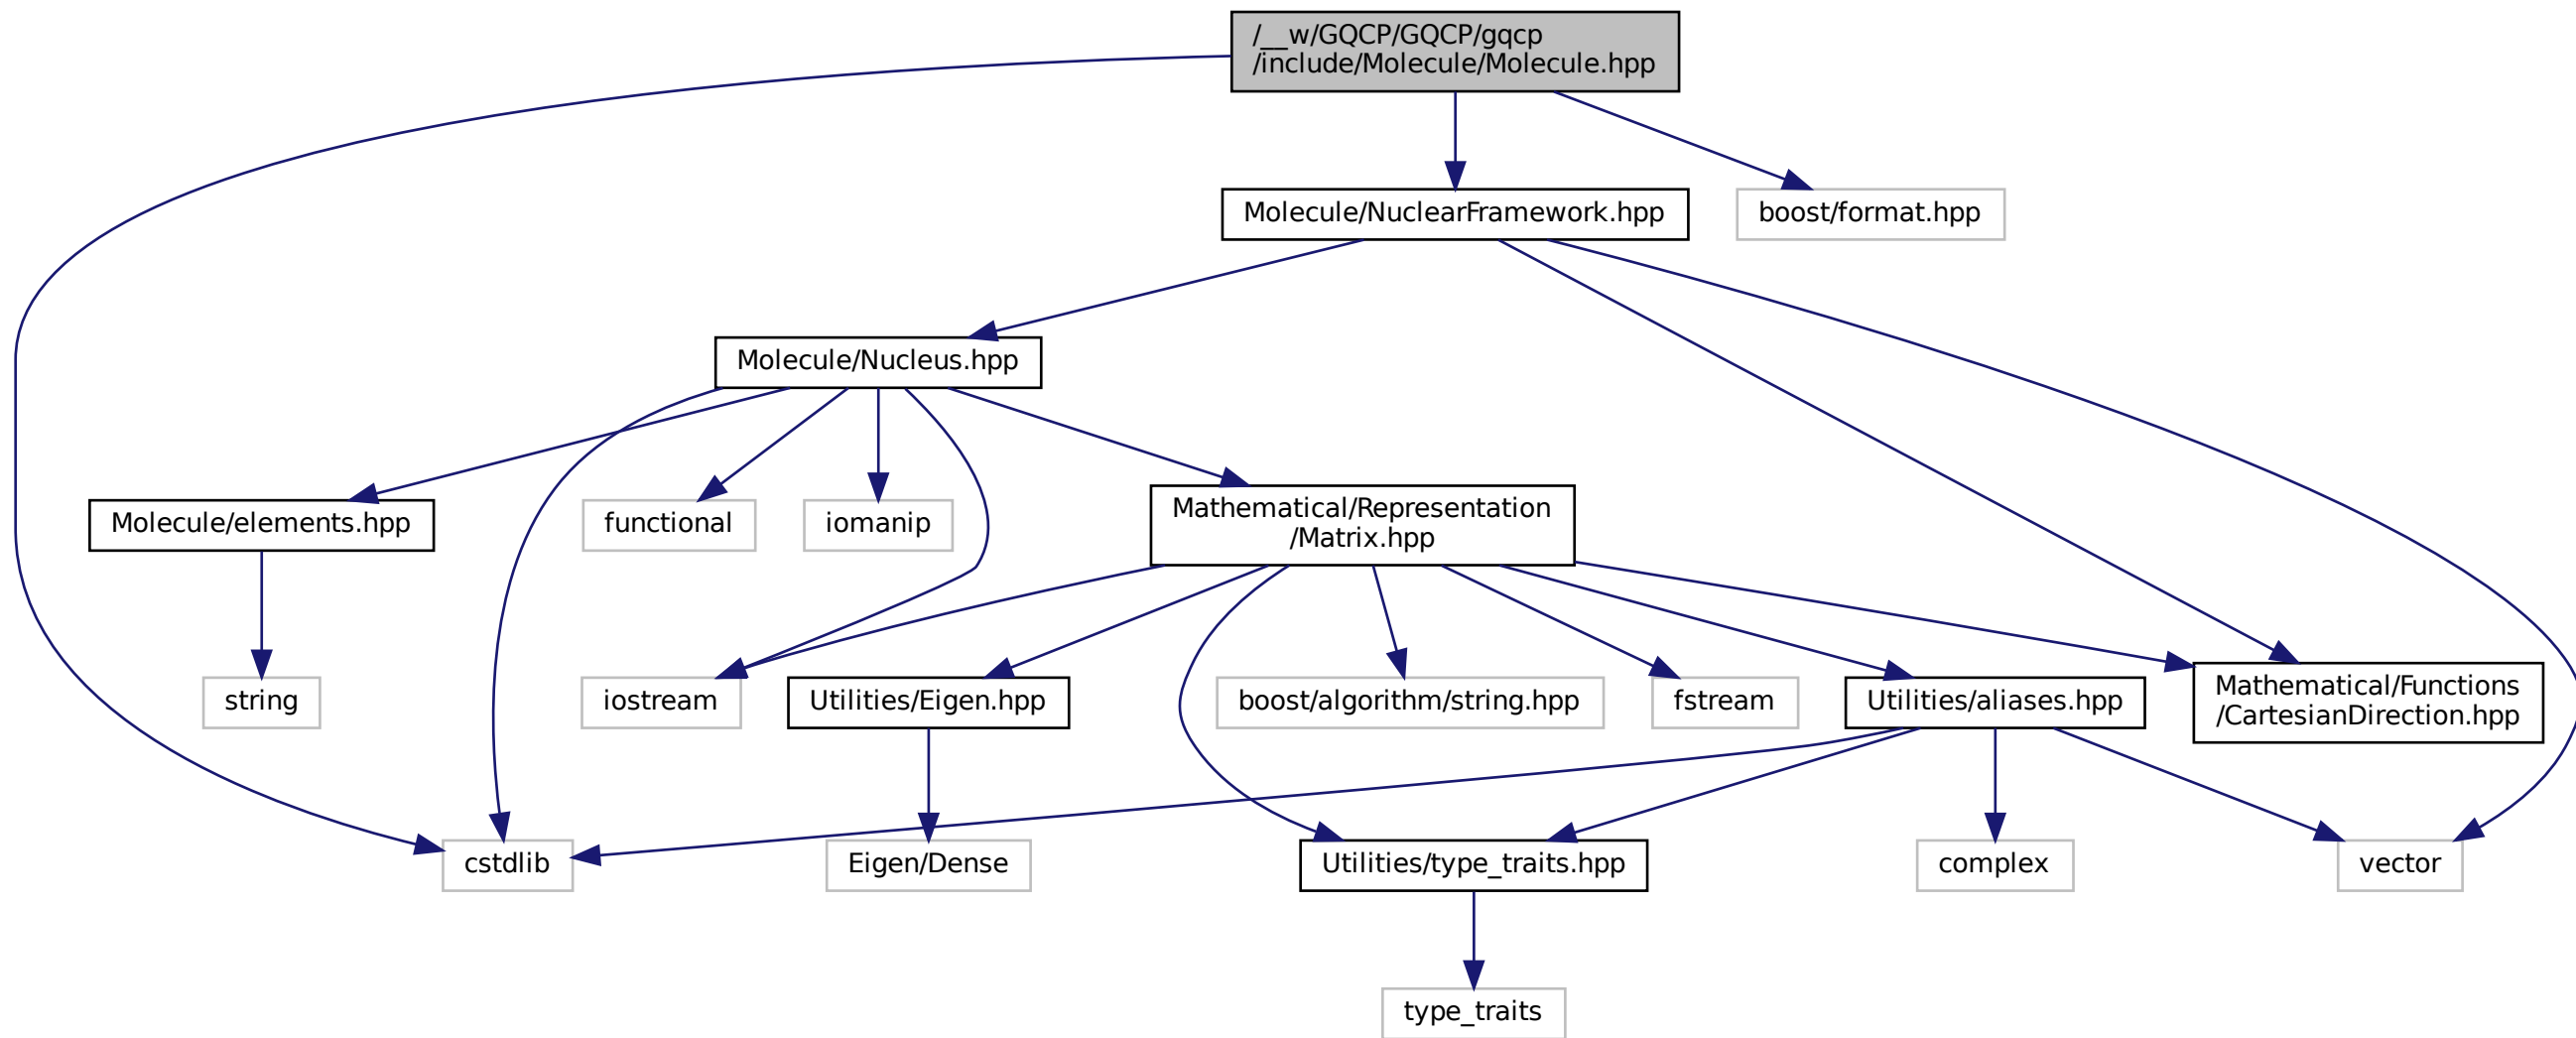 /__w/GQCP/GQCP/gqcp
/include/Molecule/Molecule.hpp
Molecule/NuclearFramework.hpp
boost/format.hpp
Molecule/Nucleus.hpp
Molecule/elements.hpp
functional
iomanip
Mathematical/Representation
/Matrix.hpp
string
iostream
Utilities/Eigen.hpp
boost/algorithm/string.hpp
fstream
Utilities/aliases.hpp
Mathematical/Functions
/CartesianDirection.hpp
cstdlib
Eigen/Dense
Utilities/type_traits.hpp
complex
vector
type_traits